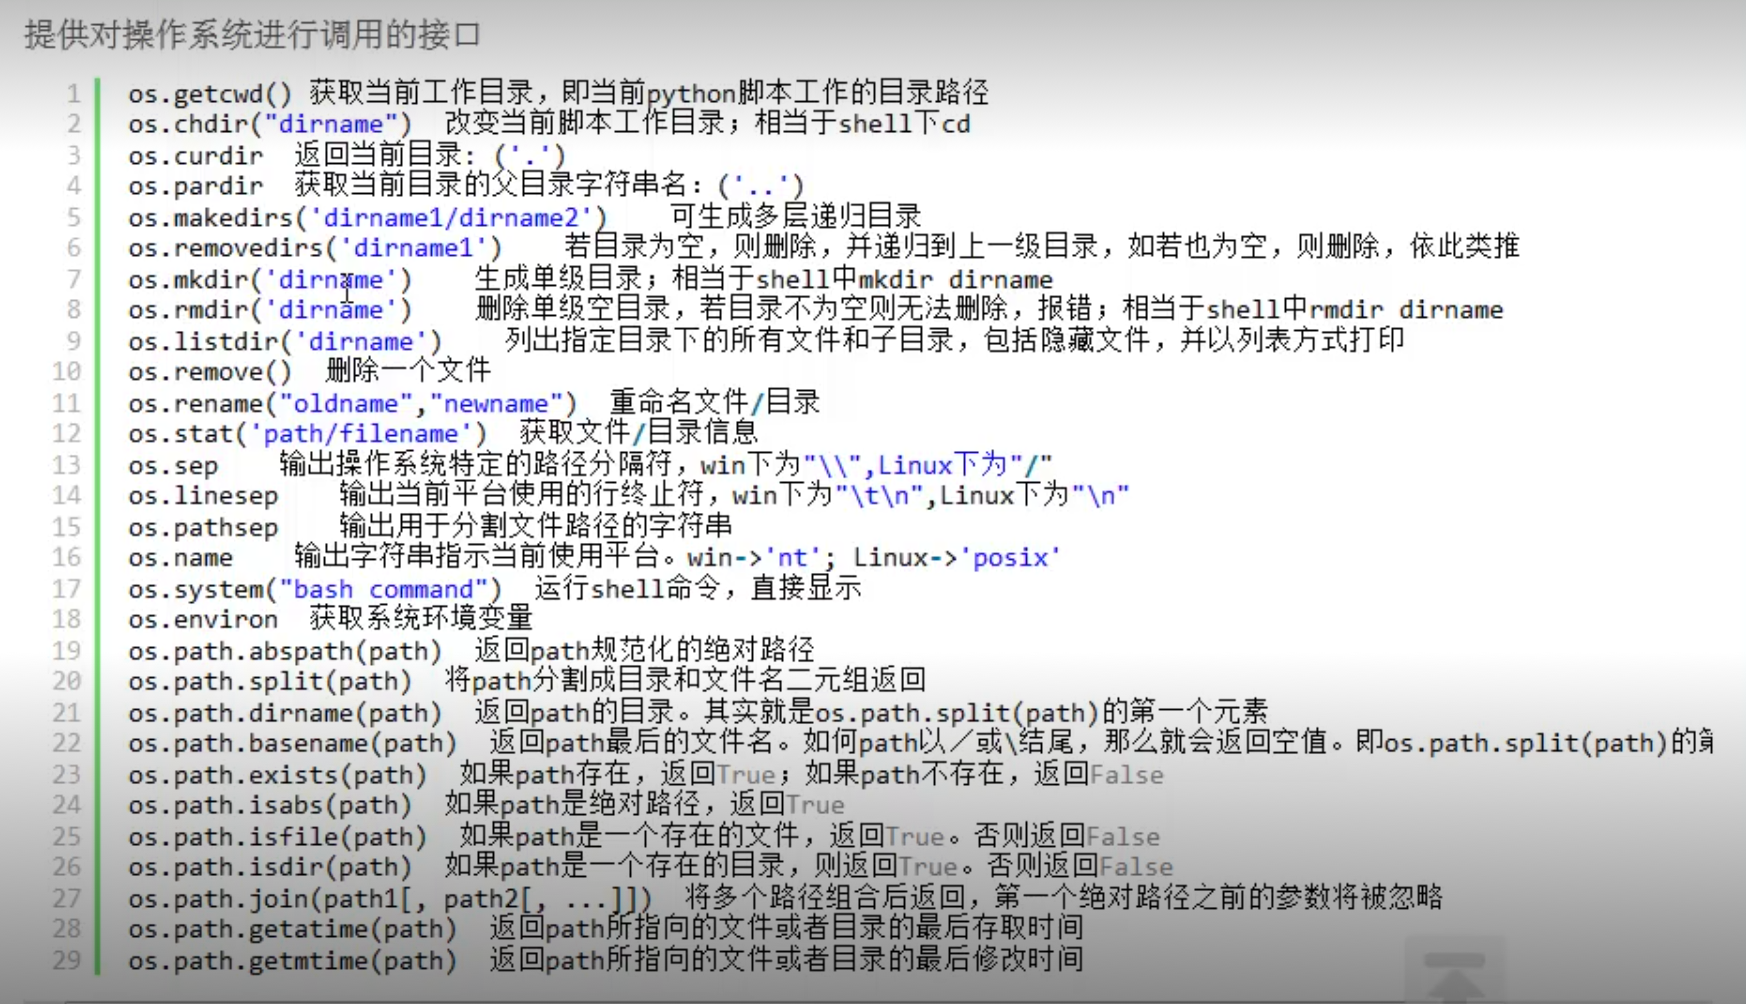 提供对操作系统进行调用的接口
1 os.getcwd() 获取当前工作目录，即当前python脚本工作的目录路径
2 os.chdir("dirname") 改变当前脚本工作目录；相当于shell下cd
3 os.curdir 返回当前目录: ('.')
4 os.pardir 获取当前目录的父目录字符串名：('..')
5 os.makedirs('dirname1/dirname2') 可生成多层递归目录
6 os.removedirs('dirname1') 若目录为空，则删除，并递归到上一级目录，如若也为空，则删除，依此类推
7 os.mkdir('dirname') 生成单级目录；相当于shell中mkdir dirname
8 os.rmdir('dirname') 删除单级空目录，若目录不为空则无法删除，报错；相当于shell中rmdir dirname
9 os.listdir('dirname') 列出指定目录下的所有文件和子目录，包括隐藏文件，并以列表方式打印
10 os.remove() 删除一个文件
11 os.rename("oldname","newname") 重命名文件/目录
12 os.stat('path/filename') 获取文件/目录信息
13 os.sep 输出操作系统特定的路径分隔符，win下为"\\",Linux下为"/"
14 os.linesep 输出当前平台使用的行终止符，win下为"\t\n",Linux下为"\n"
15 os.pathsep 输出用于分割文件路径的字符串
16 os.name 输出字符串指示当前使用平台。win->'nt'; Linux->'posix'
17 os.system("bash command") 运行shell命令，直接显示
18 os.environ 获取系统环境变量
19 os.path.abspath(path) 返回path规范化的绝对路径
20 os.path.split(path) 将path分割成目录和文件名二元组返回
21 os.path.dirname(path) 返回path的目录。其实就是os.path.split(path)的第一个元素
22 os.path.basename(path) 返回path最后的文件名。如何path以／或\结尾，那么就会返回空值。即os.path.split(path)的
23 os.path.exists(path) 如果path存在，返回True；如果path不存在，返回False
24 os.path.isabs(path) 如果path是绝对路径，返回True
25 os.path.isfile(path) 如果path是一个存在的文件，返回True。否则返回False
26 os.path.isdir(path) 如果path是一个存在的目录，则返回True。否则返回False
27 os.path.join(path1[, path2[, ...]]) 将多个路径组合后返回，第一个绝对路径之前的参数将被忽略
28 os.path.getatime(path) 返回path所指向的文件或者目录的最后存取时间
29 os.path.getmtime(path) 返回path所指向的文件或者目录的最后修改时间